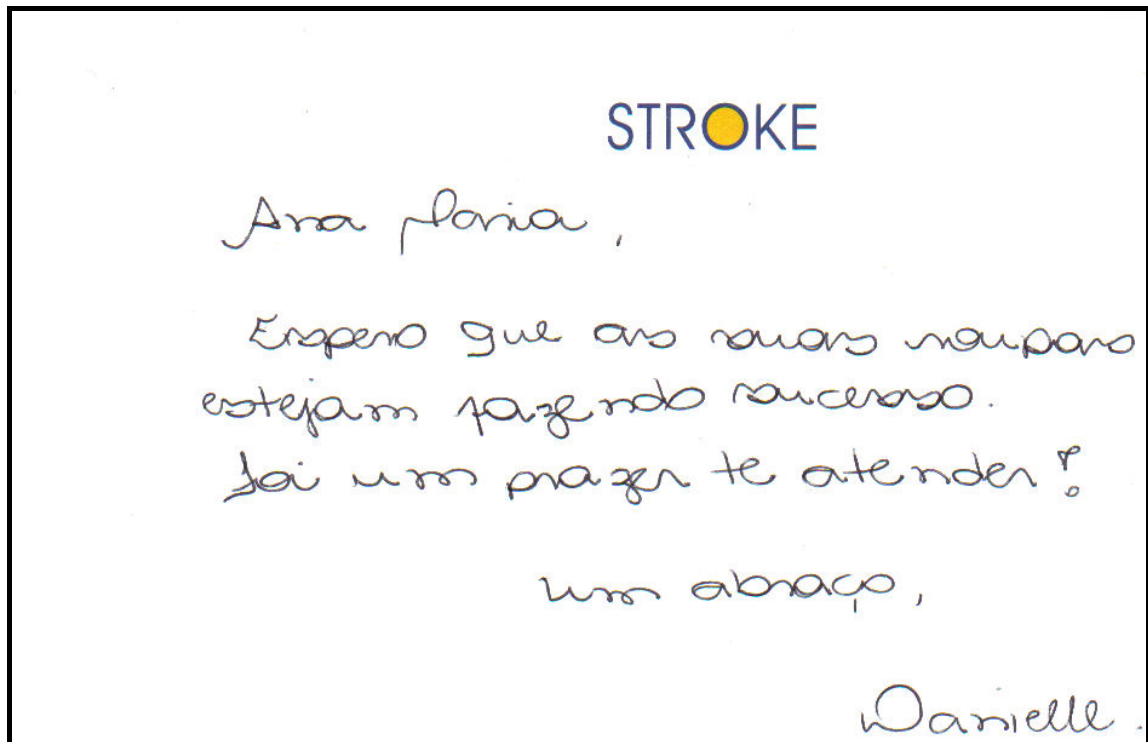 STROKE
Ana Maria,
Espero que as suas roupas
estejam fazendo sucesso.
Foi um prazer te atender!
Um abraço,
Danielle.